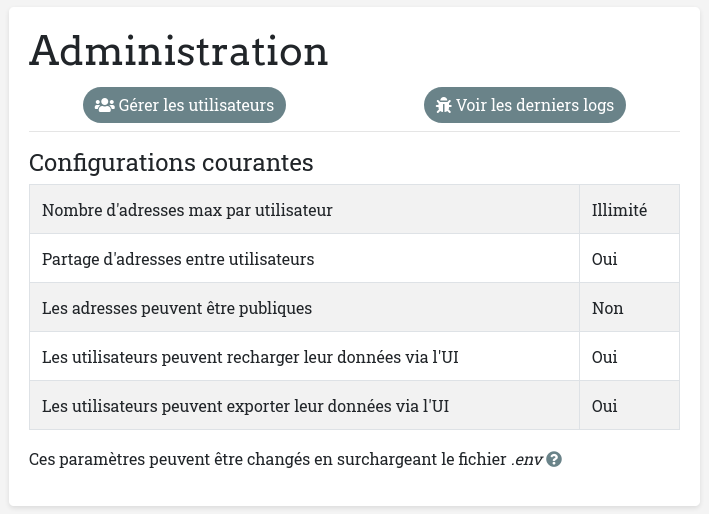 Administration
Gérer les utilisateurs
Voir les derniers logs
Configurations courantes
Nombre d'adresses max par utilisateur Illimité
Partage d'adresses entre utilisateurs Oui
Les adresses peuvent être publiques Non
Les utilisateurs peuvent recharger leur données via l'UI Oui
Les utilisateurs peuvent exporter leur données via l'UI Oui
Ces paramètres peuvent être changés en surchargeant le fichier .env ?